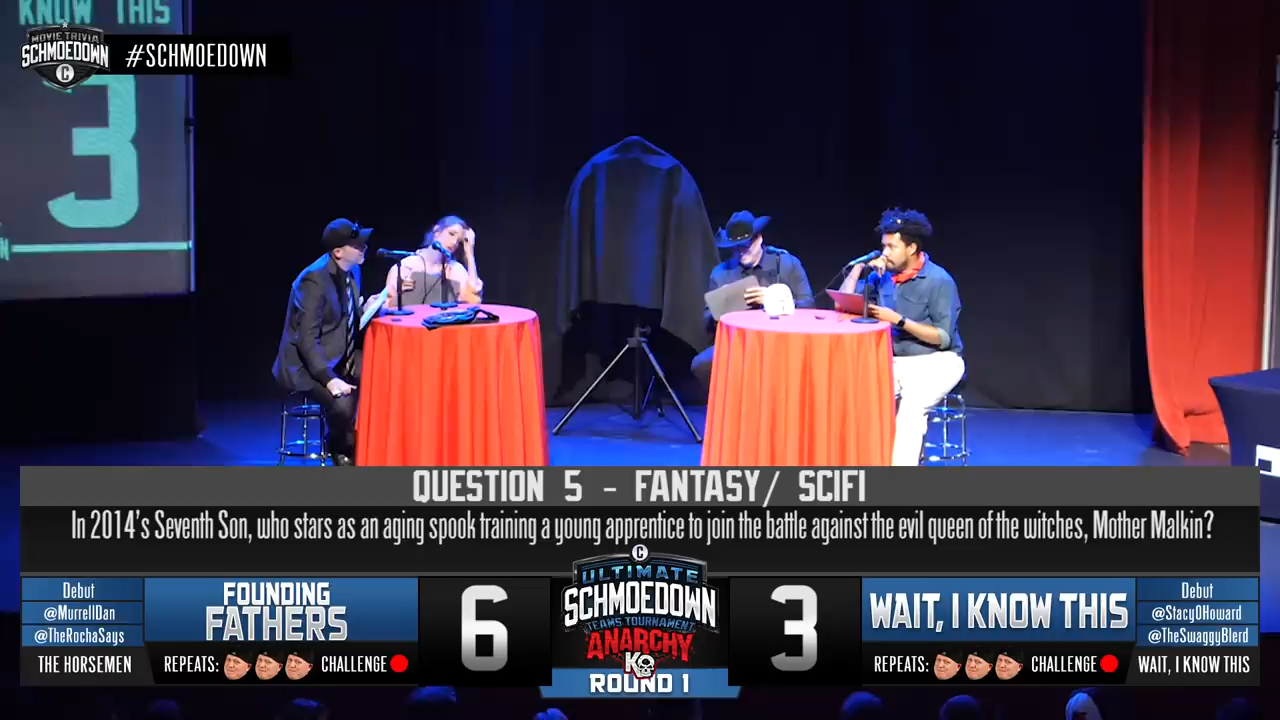 KNOW THIS
MOVIE TRIVIA
SCHMOEDOWN
C
#SCHMOEDOWN
3
QUESTION 5 - FANTASY/ SCIFI
In 2014's Seventh Son, who stars as an aging spook training a young apprentice to join the battle against the evil queen of the witches, Mother Malkin?
Debut
@MurrellDan
@TheRochaSays
THE HORSEMEN
FOUNDING
FATHERS
REPEATS:
CHALLENGE
6
C
ULTIMATE
SCHMOEDOWN
TEAMS TOURNAMENT
ANARCHY
KO
ROUND 1
3
WAIT, I KNOW THIS
REPEATS:
CHALLENGE
Debut
@StacyOHoward
@TheSwaggyBlerd
WAIT, I KNOW THIS